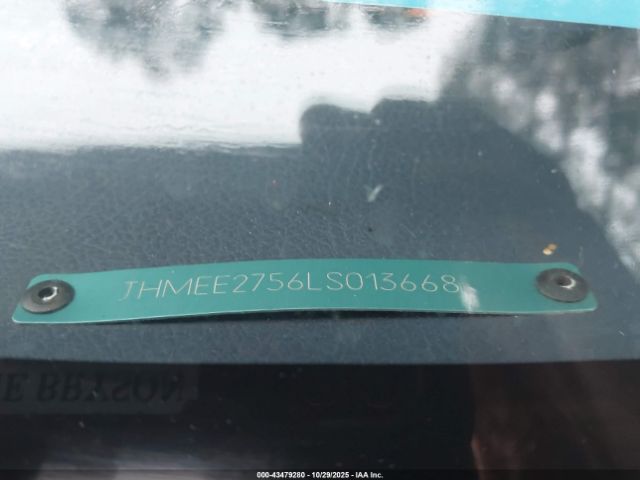 JHMEE2756LS013668
000-43479280 • 10/29/2025 • IAA Inc.